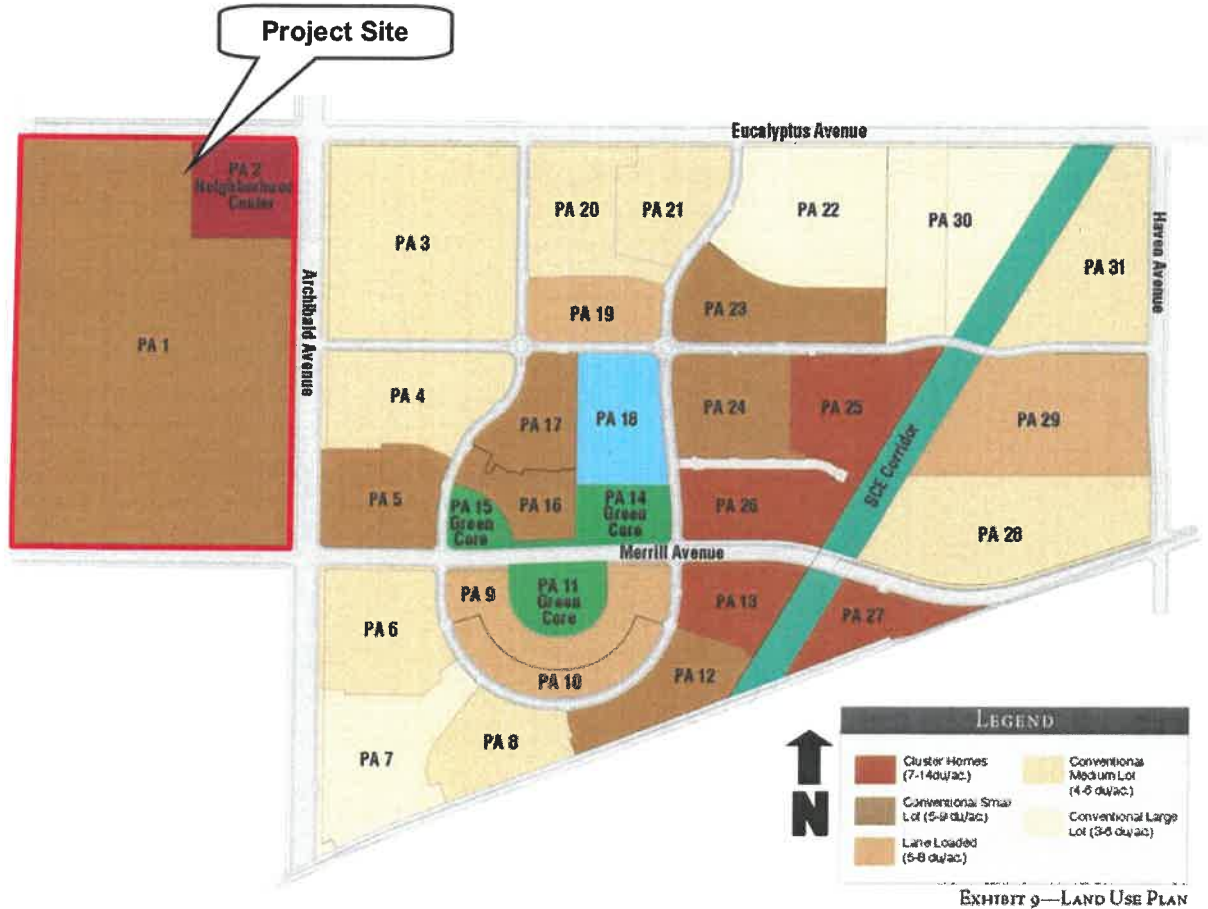 Project Site
Eucalyptus Avenue
PA 2
Neighborhood
Center
PA 20
PA 21
PA 22
PA 30
PA 3
PA 31
Haven Avenue
Archibald Avenue
PA 19
PA 23
PA 1
PA 4
PA 17
PA 18
PA 24
PA 25
PA 29
SCE Corridor
PA 5
PA 15
Green
Core
PA 16
PA 14
Green
Core
PA 26
PA 28
Merrill Avenue
PA 9
PA 11
Green
Core
PA 13
PA 27
PA 6
PA 10
PA 12
PA 7
PA 8
N
LEGEND
Cluster Homes
(7-14du/ac.)
Conventional Small
Lot (5-9 du/ac)
Lane Loaded
(5-8 du/ac.)
Conventional
Medium Lot
(4-6 du/ac.)
Conventional Large
Lot
EXHIBIT 9—LAND USE PLAN